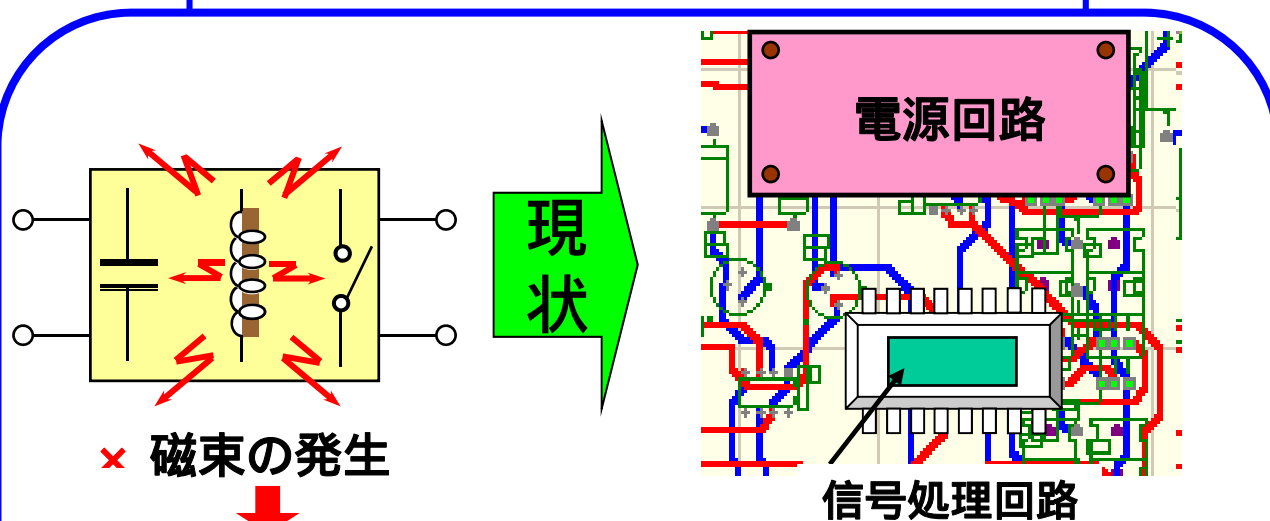 電源回路
現
状
× 磁束の発生
信号処理回路